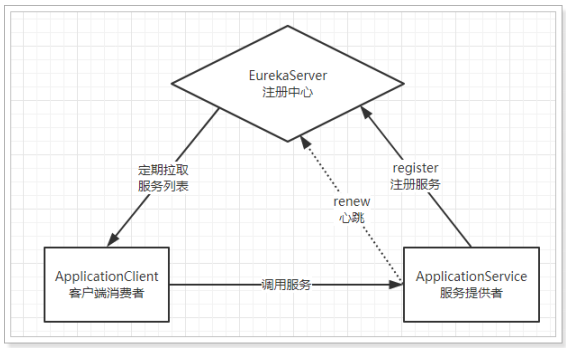 EurekaServer
注册中心
定期拉取
服务列表
register
注册服务
renew
心跳
ApplicationClient
客户端消费者
调用服务
ApplicationService
服务提供者